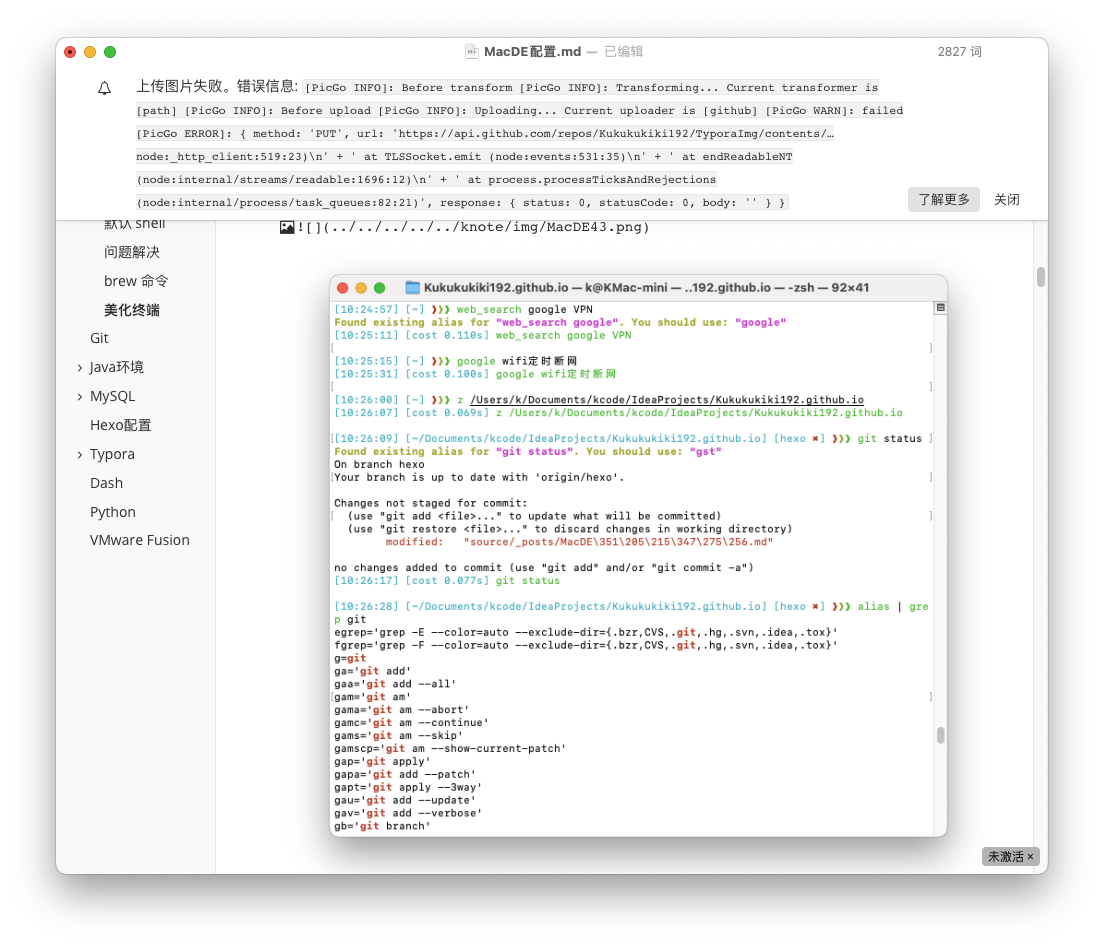 MacDE配置.md — 已编辑
2827 词
上传图片失败。错误信息: [PicGo INFO]: Before transform [PicGo INFO]: Transforming... Current transformer is
[path] [PicGo INFO]: Before upload [PicGo INFO]: Uploading... Current uploader is [github] [PicGo WARN]: failed
[PicGo ERROR]: { method: 'PUT', url: 'https://api.github.com/repos/Kukukukiki192/TyporaImg/contents/…
node:_http_client:519:23)\n' + ' at TLSSocket.emit (node:events:531:35)\n' + ' at endReadableNT
(node:internal/streams/readable:1696:12)\n' + ' at process.processTicksAndRejections
(node:internal/process/task_queues:82:21)', response: { status: 0, statusCode: 0, body: '' } }
了解更多 关闭
默认 shell
问题解决
brew 命令
美化终端
Git
Java环境
MySQL
Hexo配置
Typora
Dash
Python
VMware Fusion
![](../../../../../knote/img/MacDE43.png)
Kukukukiki192.github.io — k@KMac-mini — ..192.github.io — -zsh — 92×41
[10:24:57] [~] ❯❯❯ web_search google VPN
Found existing alias for "web_search google". You should use: "google"
[10:25:11] [cost 0.110s] web_search google VPN
[10:25:15] [~] ❯❯❯ google wifi定时断网
[10:25:31] [cost 0.100s] google wifi定时断网
[10:26:00] [~] ❯❯❯ z /Users/k/Documents/kcode/IdeaProjects/Kukukukiki192.github.io
[10:26:07] [cost 0.069s] z /Users/k/Documents/kcode/IdeaProjects/Kukukukiki192.github.io
[[10:26:09] [~/Documents/kcode/IdeaProjects/Kukukukiki192.github.io] [hexo ✖] ❯❯❯ git status ]
Found existing alias for "git status". You should use: "gst"
On branch hexo
Your branch is up to date with 'origin/hexo'.
Changes not staged for commit:
(use "git add <file>..." to update what will be committed)
(use "git restore <file>..." to discard changes in working directory)
modified: "source/_posts/MacDE\351\205\215\347\275\256.md"
no changes added to commit (use "git add" and/or "git commit -a")
[10:26:17] [cost 0.077s] git status
[10:26:28] [~/Documents/kcode/IdeaProjects/Kukukukiki192.github.io] [hexo ✖] ❯❯❯ alias | gre
p git
egrep='grep -E --color=auto --exclude-dir={.bzr,CVS,.git,.hg,.svn,.idea,.tox}'
fgrep='grep -F --color=auto --exclude-dir={.bzr,CVS,.git,.hg,.svn,.idea,.tox}'
g=git
ga='git add'
gaa='git add --all'
gam='git am'
gama='git am --abort'
gamc='git am --continue'
gams='git am --skip'
gamscp='git am --show-current-patch'
gap='git apply'
gapa='git add --patch'
gapt='git apply --3way'
gau='git add --update'
gav='git add --verbose'
gb='git branch'
未激活 ×